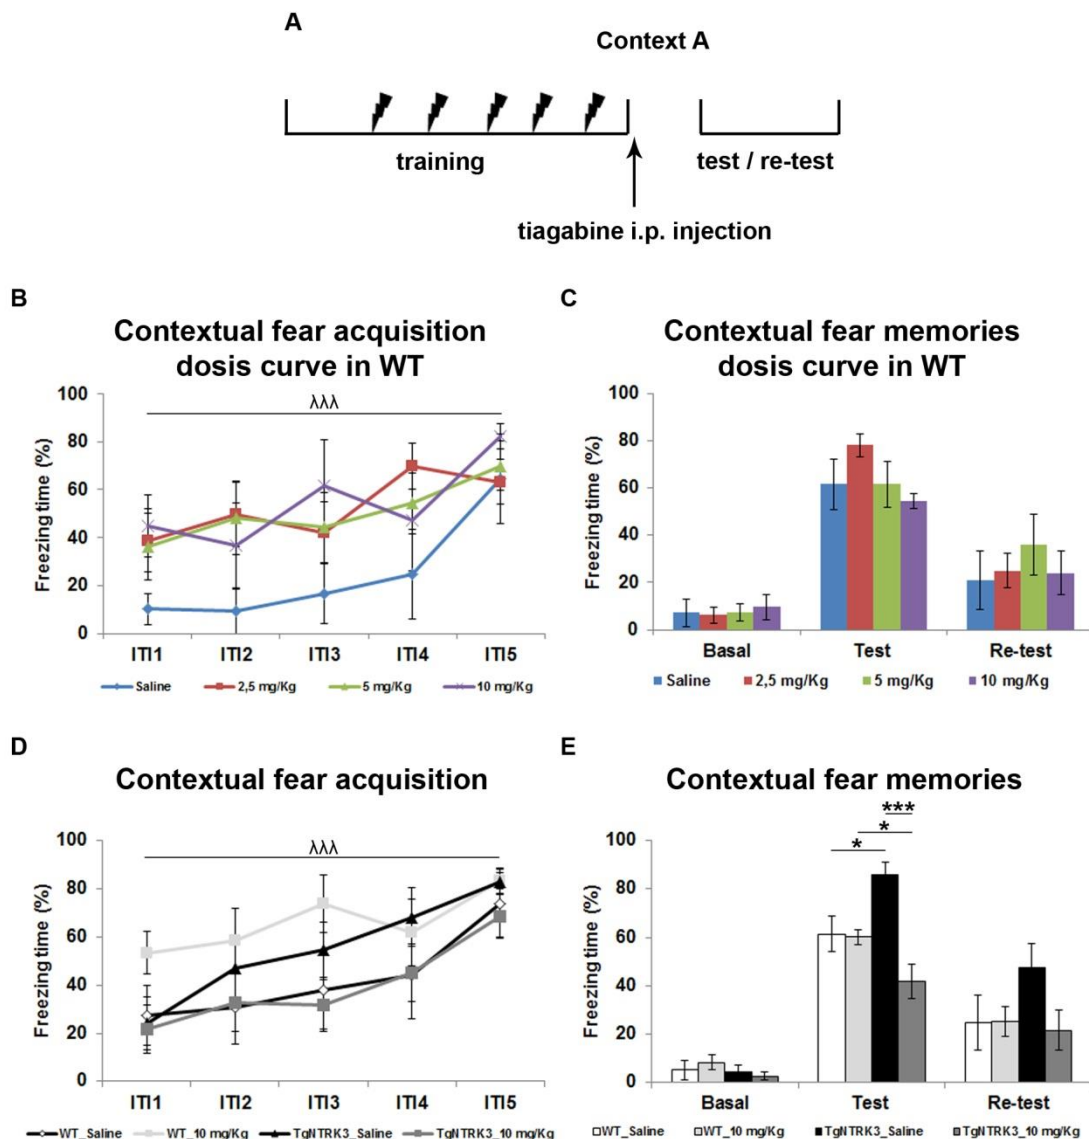 A
Context A
training
test / re-test
tiagabine i.p. injection
B
Contextual fear acquisition
dosis curve in WT
λλλ
Freezing time (%)
100
80
60
40
20
0
ITI1 ITI2 ITI3 ITI4 ITI5
Saline 2,5 mg/Kg 5 mg/Kg 10 mg/Kg
C
Contextual fear memories
dosis curve in WT
Freezing time (%)
100
80
60
40
20
0
Basal Test Re-test
Saline 2,5 mg/Kg 5 mg/Kg 10 mg/Kg
D
Contextual fear acquisition
λλλ
Freezing time (%)
100
80
60
40
20
0
ITI1 ITI2 ITI3 ITI4 ITI5
WT_Saline WT_10 mg/Kg TgNTRK3_Saline TgNTRK3_10 mg/Kg
E
Contextual fear memories
***
*
*
Freezing time (%)
100
80
60
40
20
0
Basal Test Re-test
WT_Saline WT_10 mg/Kg TgNTRK3_Saline TgNTRK3_10 mg/Kg